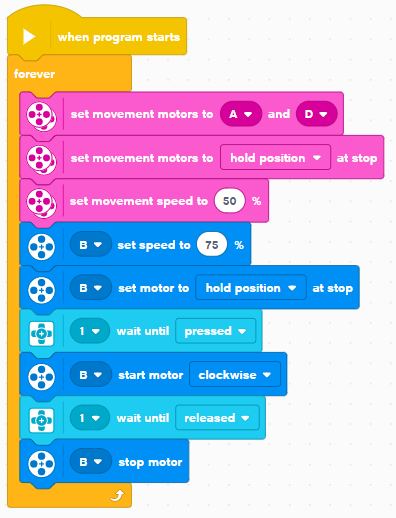 when program starts
forever
set movement motors to A and D
set movement motors to hold position at stop
set movement speed to 50 %
B set speed to 75 %
B set motor to hold position at stop
1 wait until pressed
B start motor clockwise
1 wait until released
B stop motor